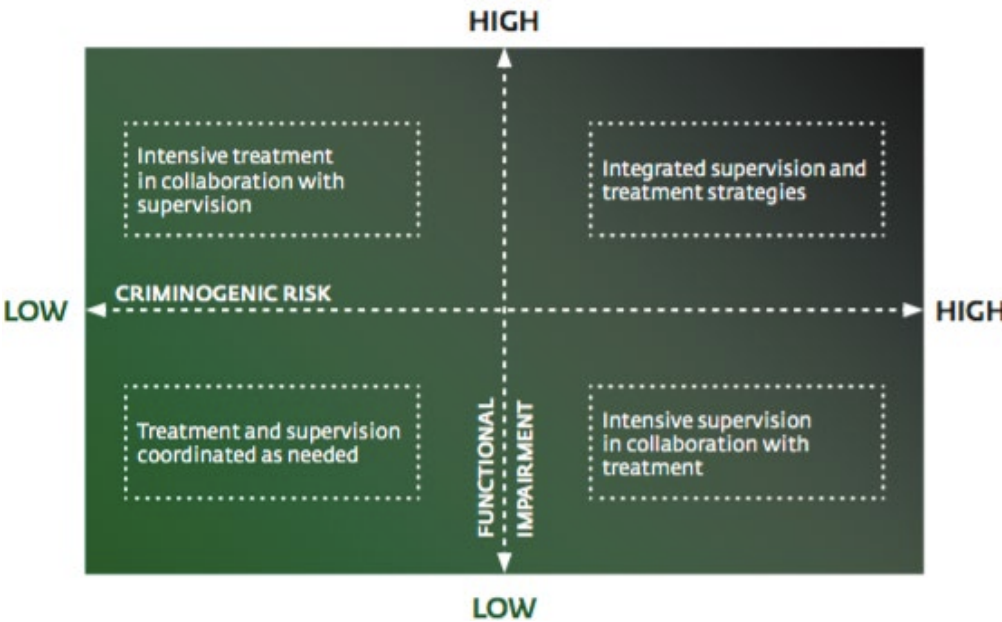 HIGH
Intensive treatment
in collaboration with
supervision
Integrated supervision and
treatment strategies
CRIMINOGENIC RISK
LOW
HIGH
Treatment and supervision
coordinated as needed
FUNCTIONAL
IMPAIRMENT
Intensive supervision
in collaboration with
treatment
LOW